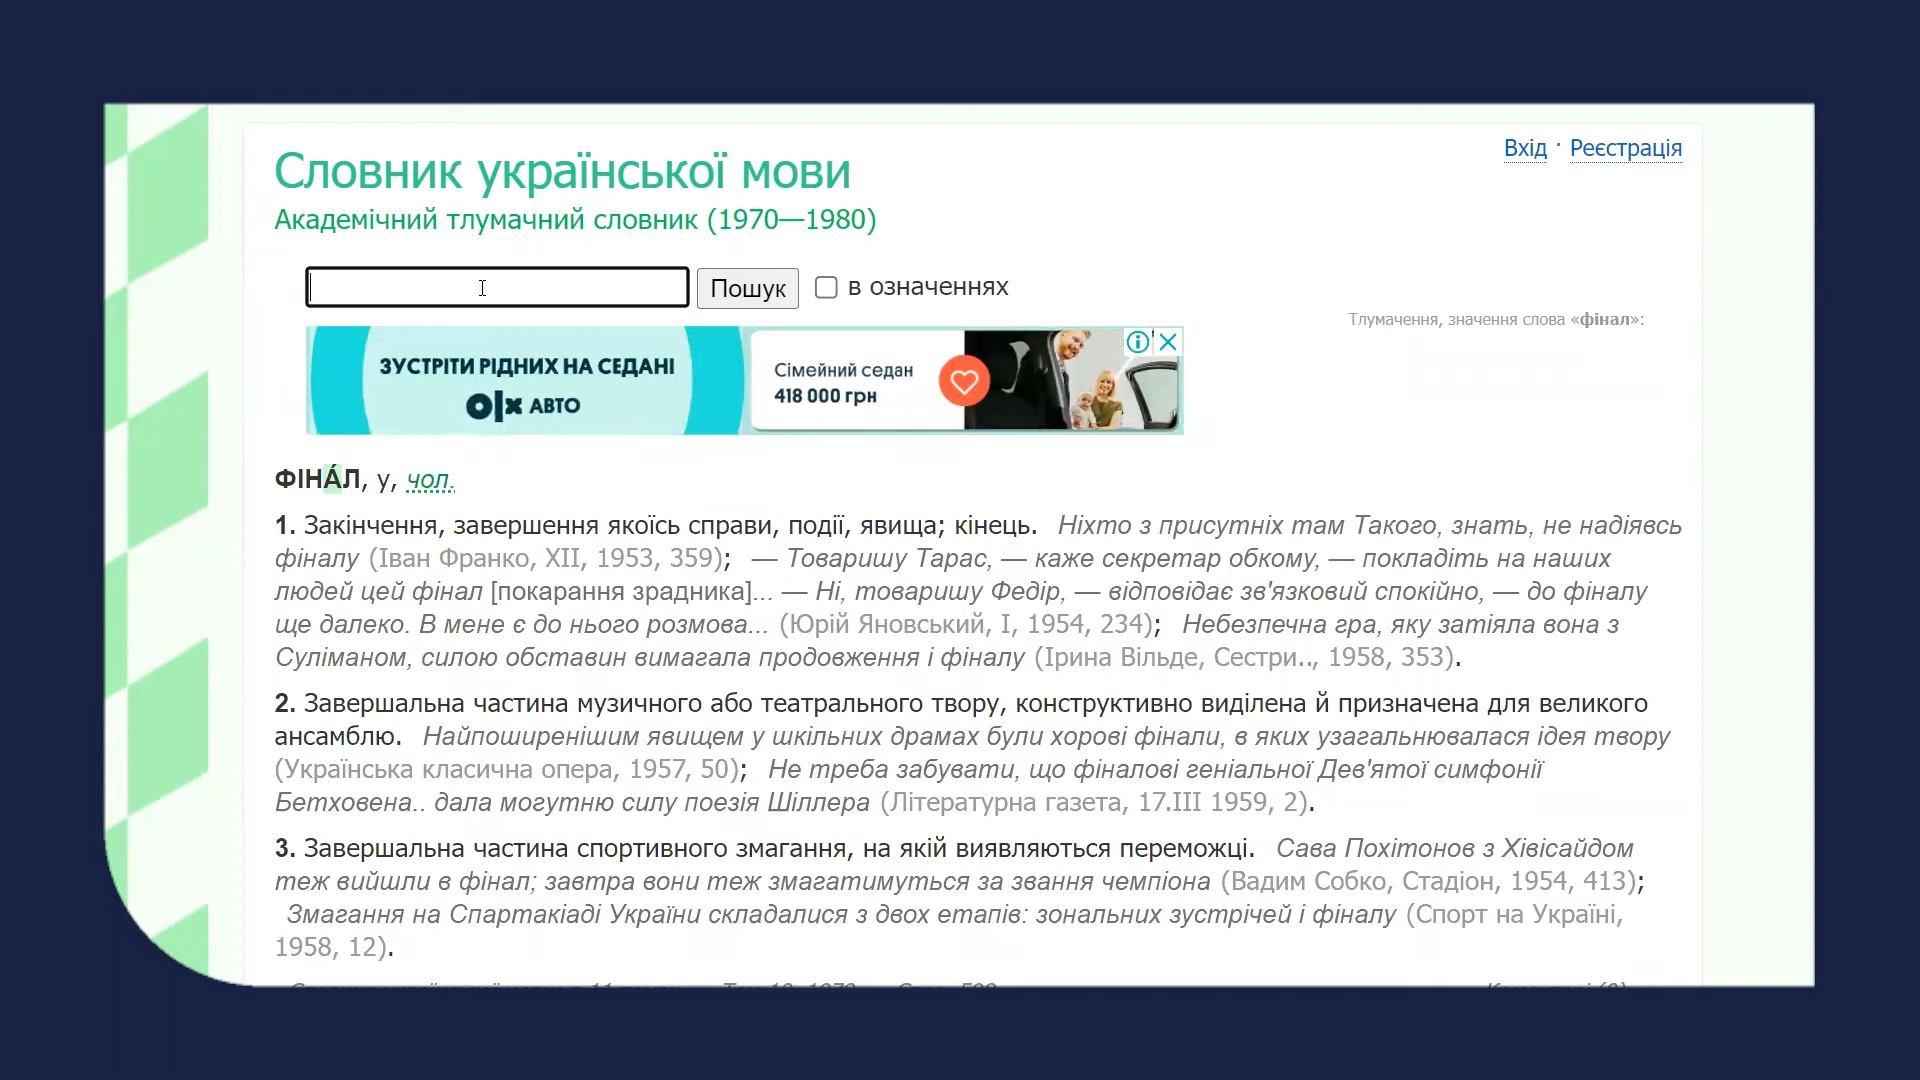 Вхід · Реєстрація
Словник української мови
Академічний тлумачний словник (1970—1980)
Пошук в означеннях
Тлумачення, значення слова «фінал»:
ЗУСТРІТИ РІДНИХ НА СЕДАНІ
olx АВТО
Сімейний седан
418 000 грн
ФІНА́Л, у, чол.
1. Закінчення, завершення якоїсь справи, події, явища; кінець. Ніхто з присутніх там Такого, знать, не надіявсь
фіналу (Іван Франко, XII, 1953, 359); — Товаришу Тарас, — каже секретар обкому, — покладіть на наших
людей цей фінал [покарання зрадника]... — Ні, товаришу Федір, — відповідає зв'язковий спокійно, — до фіналу
ще далеко. В мене є до нього розмова... (Юрій Яновський, I, 1954, 234); Небезпечна гра, яку затіяла вона з
Суліманом, силою обставин вимагала продовження і фіналу (Ірина Вільде, Сестри.., 1958, 353).
2. Завершальна частина музичного або театрального твору, конструктивно виділена й призначена для великого
ансамблю. Найпоширенішим явищем у шкільних драмах були хорові фінали, в яких узагальнювалася ідея твору
(Українська класична опера, 1957, 50); Не треба забувати, що фіналові геніальної Дев'ятої симфонії
Бетховена.. дала могутню силу поезія Шіллера (Літературна газета, 17.III 1959, 2).
3. Завершальна частина спортивного змагання, на якій виявляються переможці. Сава Похітонов з Хівісайдом
теж вийшли в фінал; завтра вони теж змагатимуться за звання чемпіона (Вадим Собко, Стадіон, 1954, 413);
Змагання на Спартакіаді України складалися з двох етапів: зональних зустрічей і фіналу (Спорт на Україні,
1958, 12).